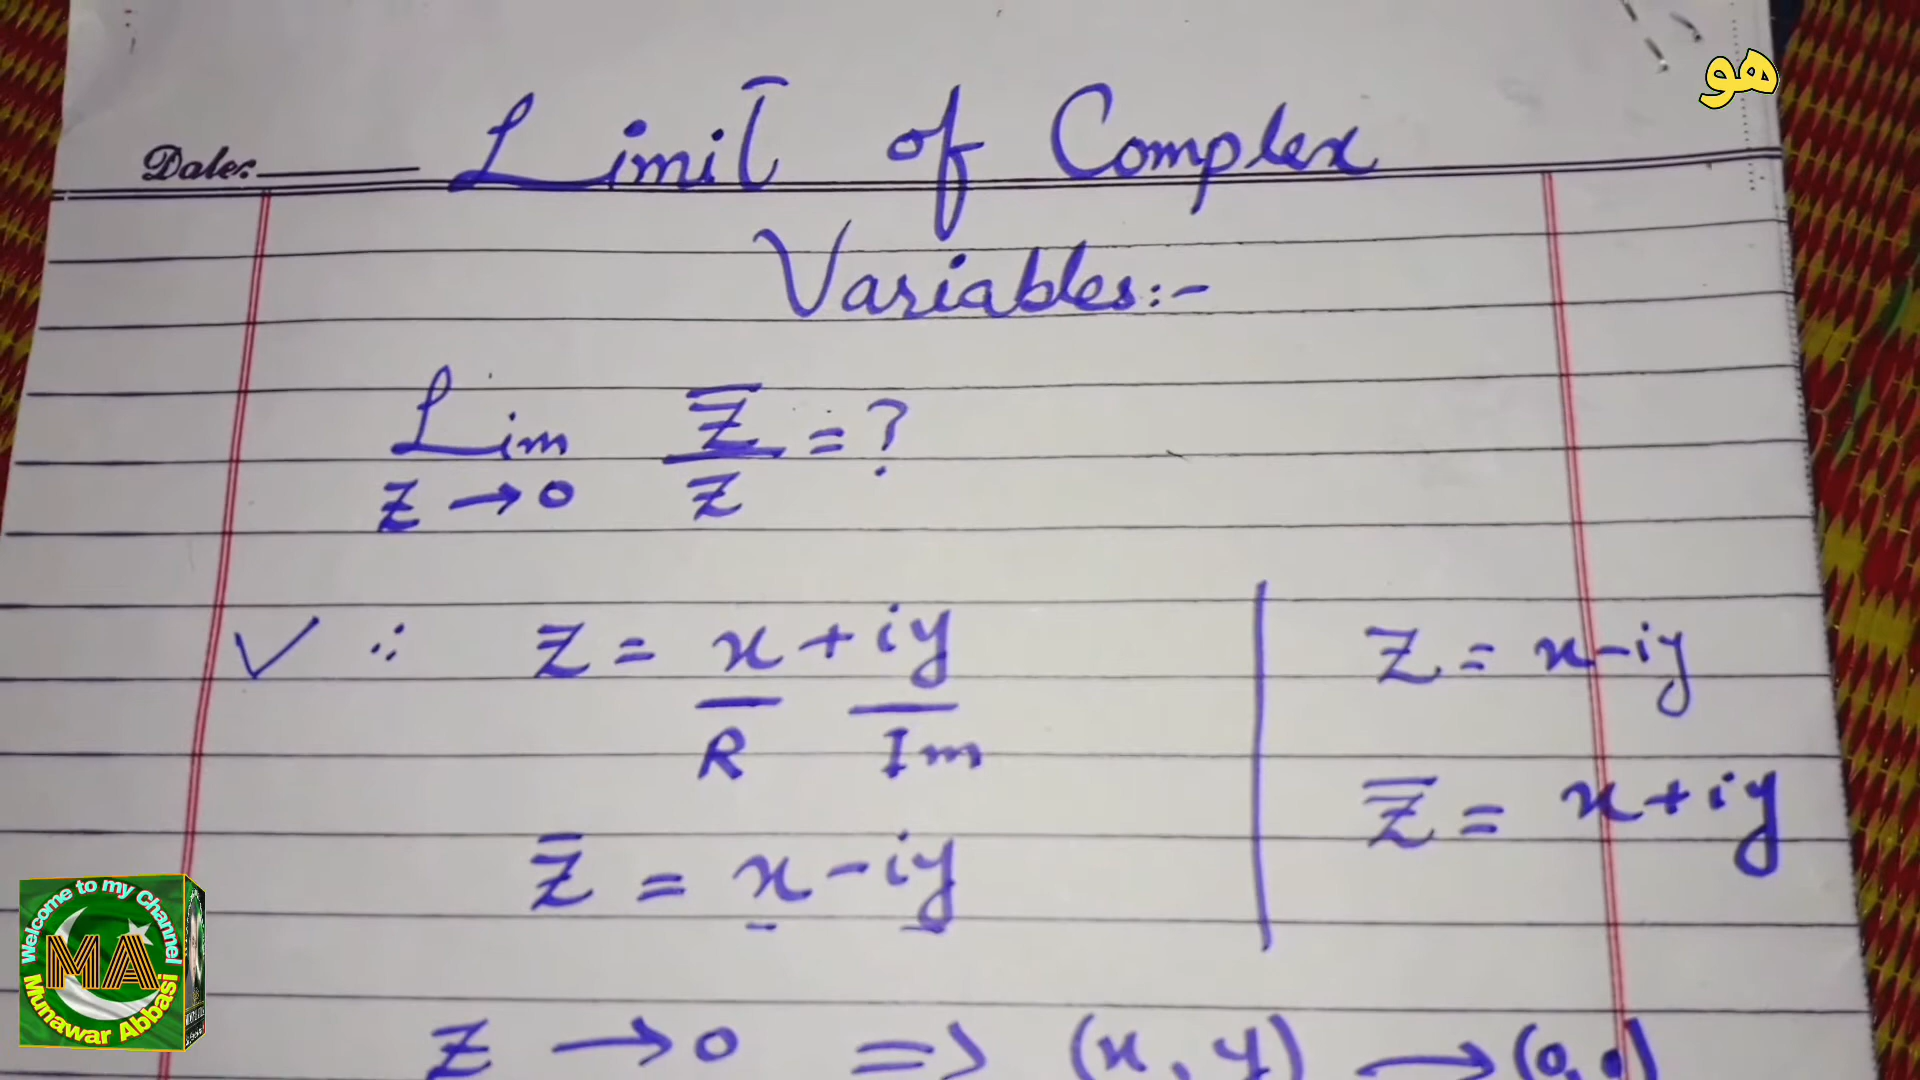 هو
Date:
Limit of Complex
Variables:-
Lim z̄/z = ?
z → 0
✓ ∴ z = x + iy
R Im
z̄ = x - iy
z = x - iy
z̄ = x + iy
z → 0 => (x, y) → (0,0)
Welcome to my Channel
MA
Munawar Abbasi